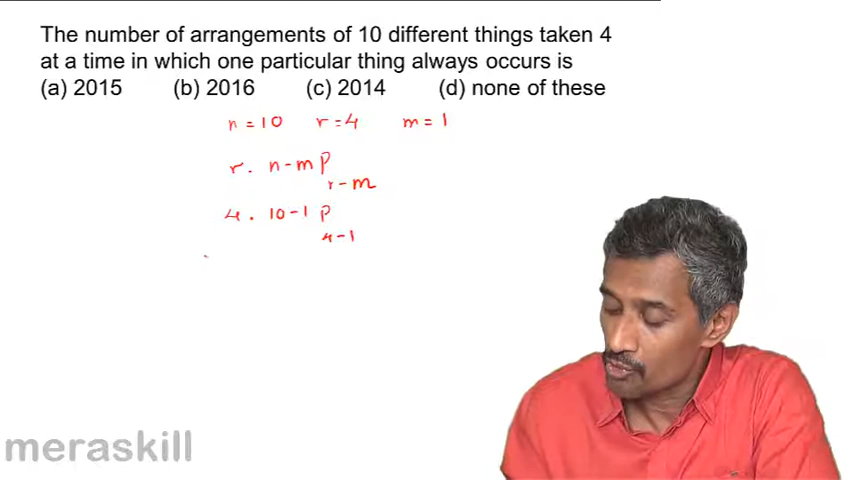 The number of arrangements of 10 different things taken 4
at a time in which one particular thing always occurs is
(a) 2015 (b) 2016 (c) 2014 (d) none of these
n = 10 r = 4 m = 1
r . n - m P r - m
4 . 10 - 1 P 4 - 1
meraskill